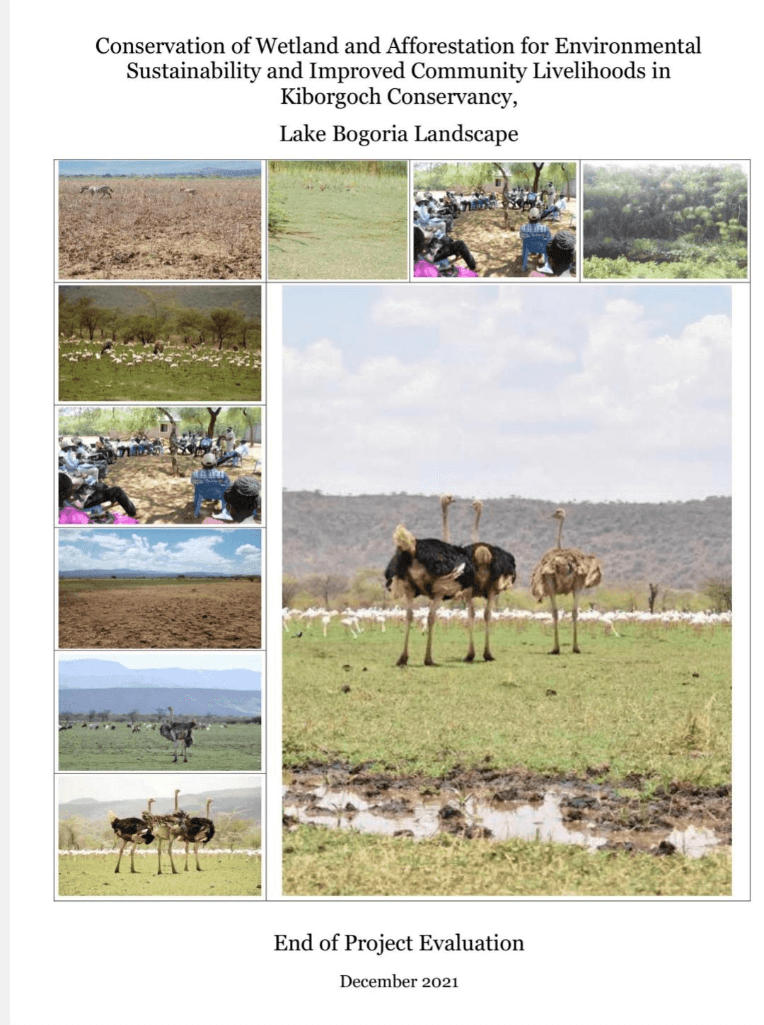 Conservation of Wetland and Afforestation for Environmental
Sustainability and Improved Community Livelihoods in
Kiborgoch Conservancy,
Lake Bogoria Landscape
End of Project Evaluation
December 2021